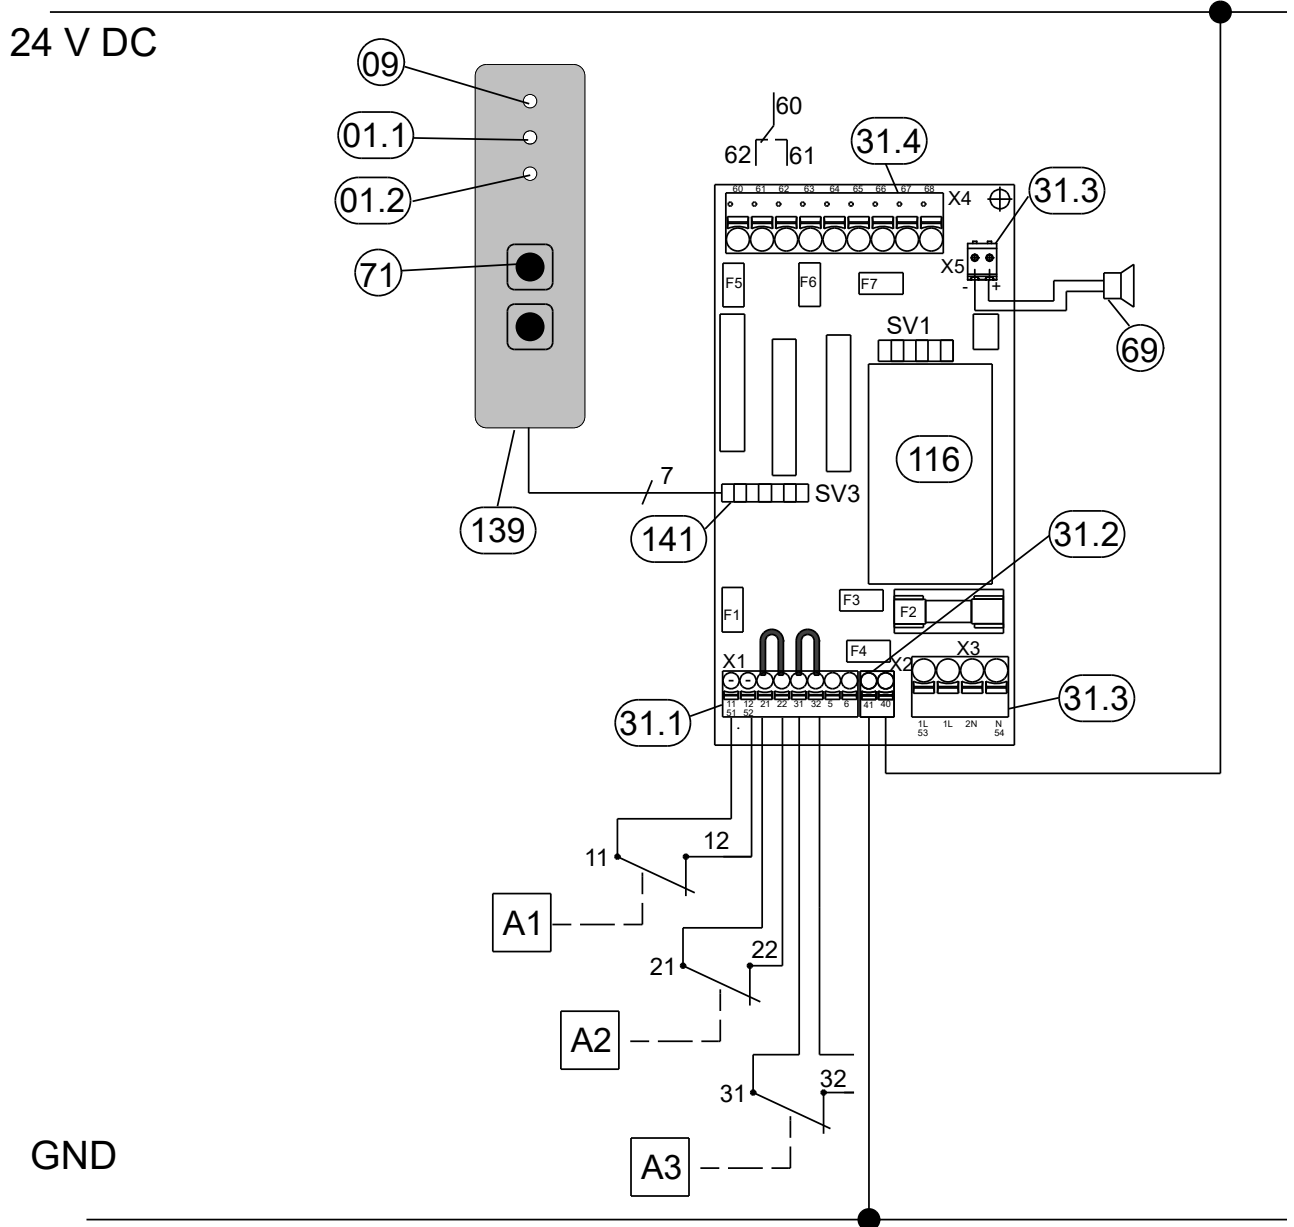 24 V DC
09
01.1
01.2
71
60
62 61
31.4
31.3
60 61 62 63 64 65 66 67 68
X4
X5
- +
F5 F6 F7
SV1
69
116
7
SV3
139
141
31.2
F1 F3 F2
F4
X1 X2 X3
- -
31.1
31.3
11 12 21 22 31 32 5 6 41 40
51 52
1L 1L 2N N
53 54
11 12
A1
21 22
A2
31 32
A3
GND